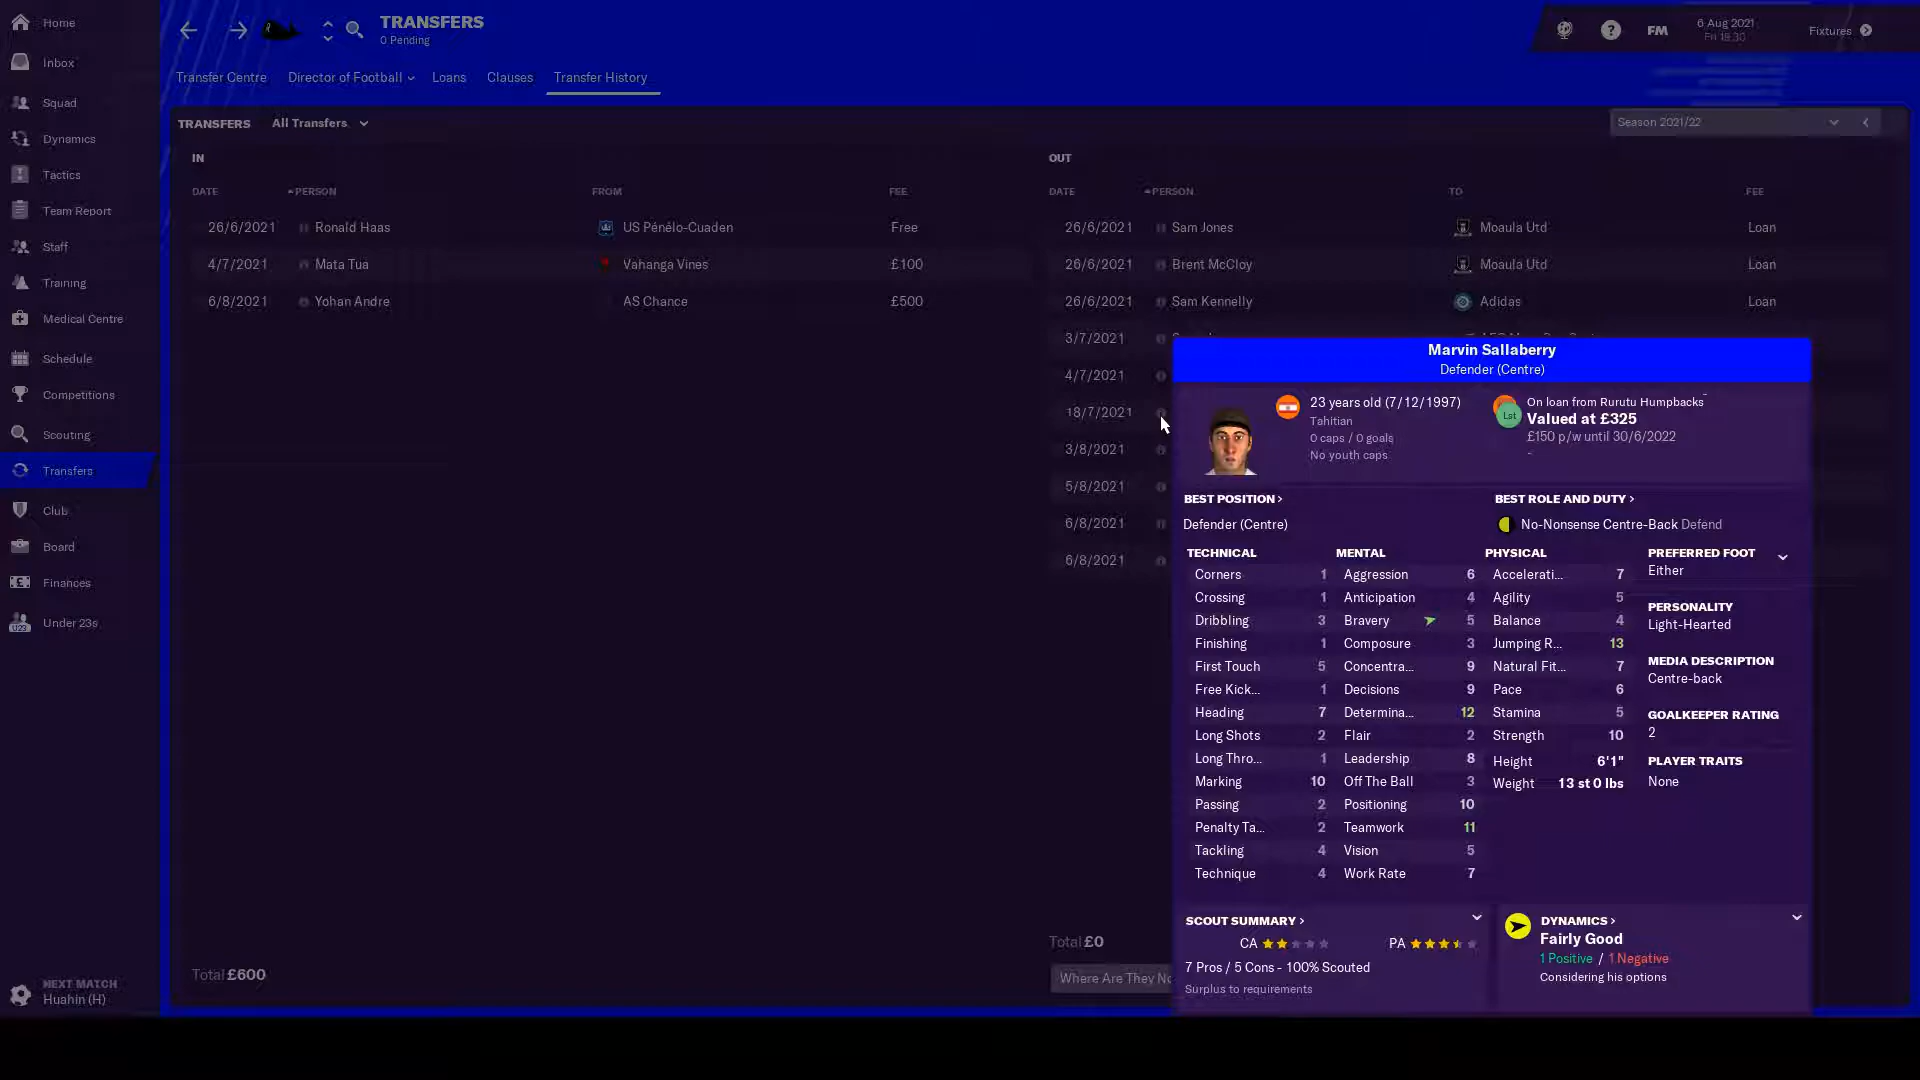 Home
Inbox
Squad
Dynamics
Tactics
Team Report
Staff
Training
Medical Centre
Schedule
Competitions
Scouting
Transfers
Club
Board
Finances
Under 23s
NEXT MATCH
Huahin (H)
TRANSFERS
0 Pending
FM
6 Aug 2021
Fri 18:30
Fixtures
Transfer Centre Director of Football Loans Clauses Transfer History
TRANSFERS All Transfers
Season 2021/22
IN
DATE PERSON FROM FEE
26/6/2021 Ronald Haas US Pénélo-Cuaden Free
4/7/2021 Mata Tua Vahanga Vines £100
6/8/2021 Yohan Andre AS Chance £500
Total £600
OUT
DATE PERSON TO FEE
26/6/2021 Sam Jones Moaula Utd Loan
26/6/2021 Brent McCloy Moaula Utd Loan
26/6/2021 Sam Kennelly Adidas Loan
3/7/2021
4/7/2021
18/7/2021
3/8/2021
5/8/2021
6/8/2021
6/8/2021
Total £0
Where Are They No
Marvin Sallaberry
Defender (Centre)
23 years old (7/12/1997)
Tahitian
0 caps / 0 goals
No youth caps
Lst
On loan from Rurutu Humpbacks
Valued at £325
£150 p/w until 30/6/2022
-
BEST POSITION >
Defender (Centre)
BEST ROLE AND DUTY >
No-Nonsense Centre-Back Defend
TECHNICAL
Corners 1
Crossing 1
Dribbling 3
Finishing 1
First Touch 5
Free Kick... 1
Heading 7
Long Shots 2
Long Thro... 1
Marking 10
Passing 2
Penalty Ta... 2
Tackling 4
Technique 4
MENTAL
Aggression 6
Anticipation 4
Bravery 5
Composure 3
Concentra... 9
Decisions 9
Determina... 12
Flair 2
Leadership 8
Off The Ball 3
Positioning 10
Teamwork 11
Vision 5
Work Rate 7
PHYSICAL
Accelerati... 7
Agility 5
Balance 4
Jumping R... 13
Natural Fit... 7
Pace 6
Stamina 5
Strength 10
Height 6'1"
Weight 13 st 0 lbs
PREFERRED FOOT
Either
PERSONALITY
Light-Hearted
MEDIA DESCRIPTION
Centre-back
GOALKEEPER RATING
2
PLAYER TRAITS
None
SCOUT SUMMARY >
CA PA
7 Pros / 5 Cons - 100% Scouted
Surplus to requirements
DYNAMICS >
Fairly Good
1 Positive / 1 Negative
Considering his options